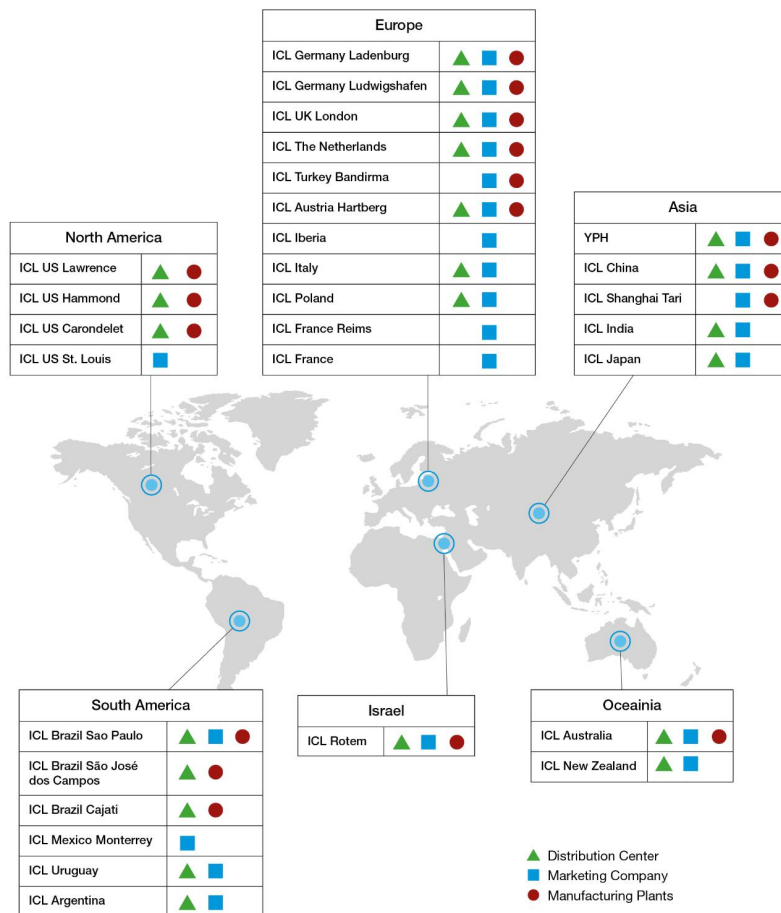 Europe
ICL Germany Ladenburg
ICL Germany Ludwigshafen
ICL UK London
ICL The Netherlands
ICL Turkey Bandirma
ICL Austria Hartberg
ICL Iberia
ICL Italy
ICL Poland
ICL France Reims
ICL France
North America
ICL US Lawrence
ICL US Hammond
ICL US Carondelet
ICL US St. Louis
Asia
YPH
ICL China
ICL Shanghai Tari
ICL India
ICL Japan
South America
ICL Brazil Sao Paulo
ICL Brazil São José
dos Campos
ICL Brazil Cajati
ICL Mexico Monterrey
ICL Uruguay
ICL Argentina
Israel
ICL Rotem
Oceainia
ICL Australia
ICL New Zealand
Distribution Center
Marketing Company
Manufacturing Plants